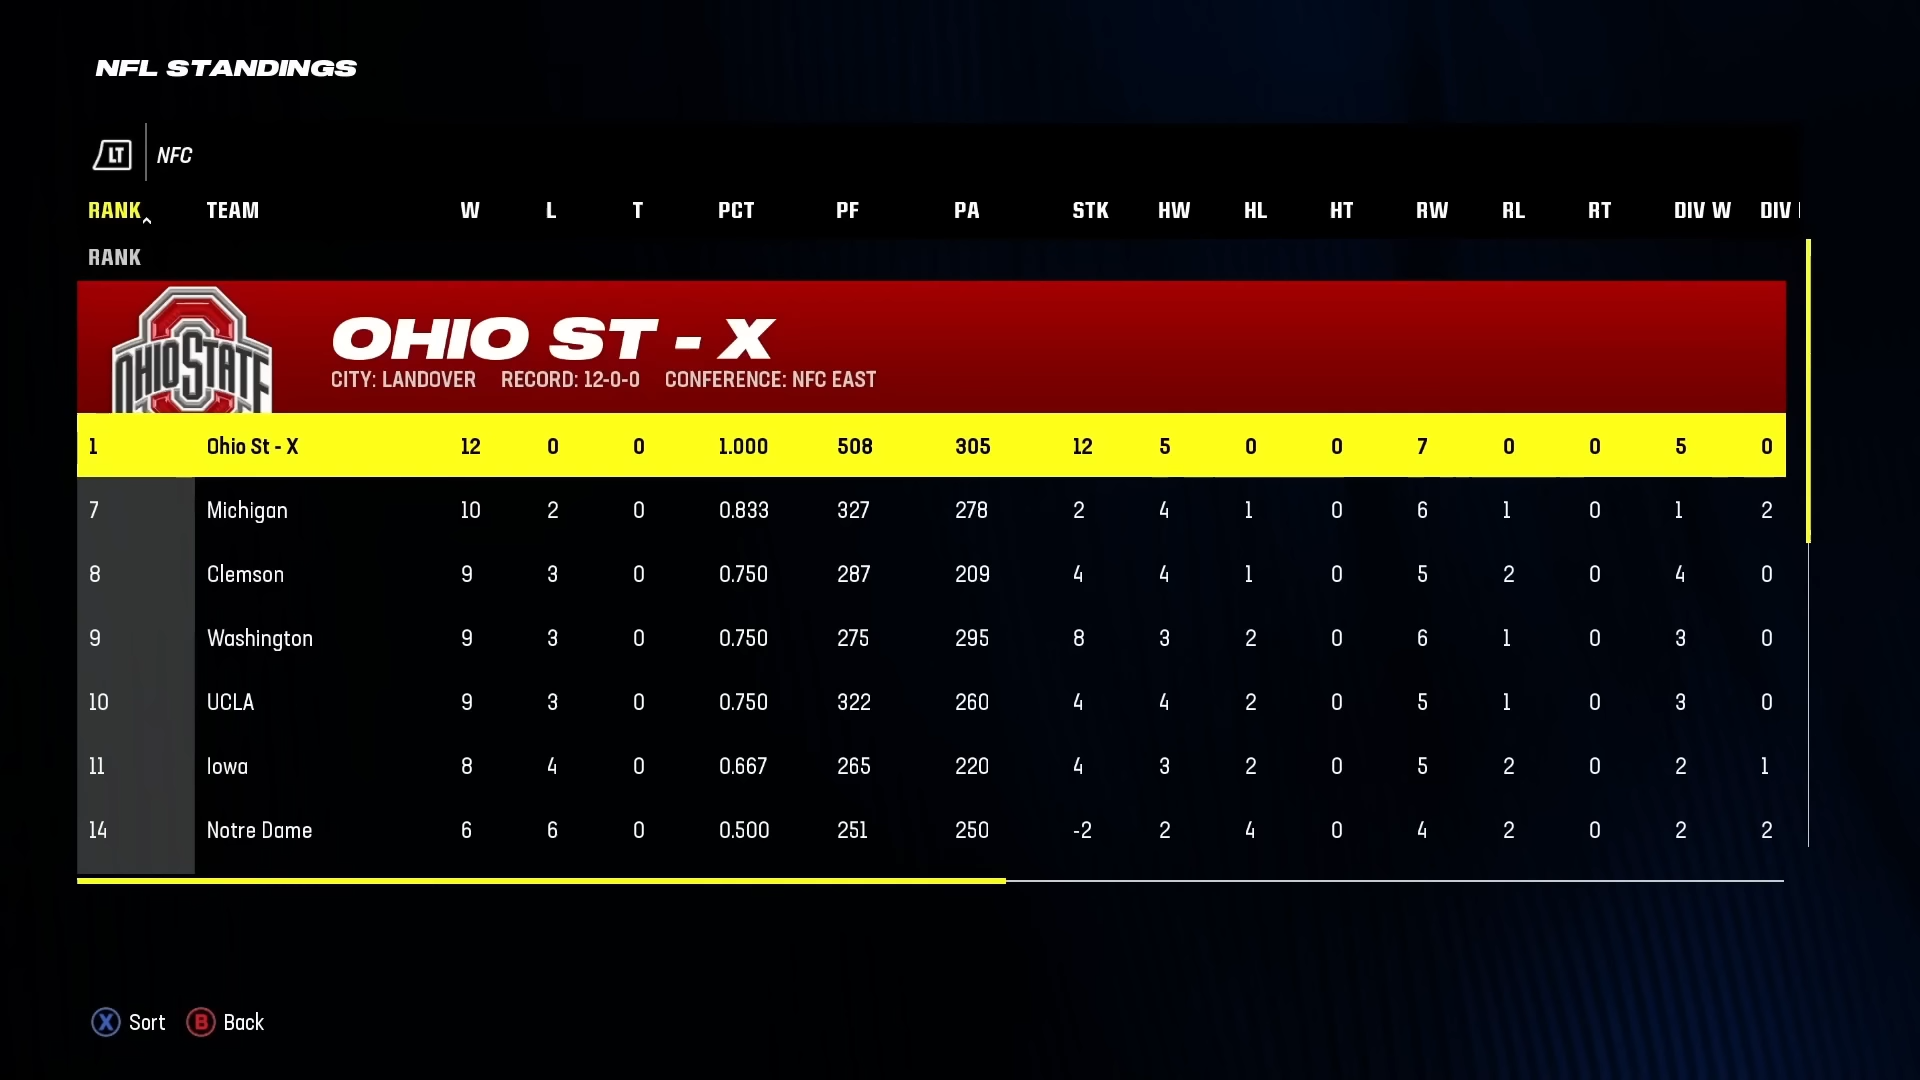 NFL STANDINGS
LT NFC
RANK TEAM W L T PCT PF PA STK HW HL HT RW RL RT DIV W DIV
RANK
OHIO STATE
OHIO ST - X
CITY: LANDOVER RECORD: 12-0-0 CONFERENCE: NFC EAST
1 Ohio St - X 12 0 0 1.000 508 305 12 5 0 0 7 0 0 5 0
7 Michigan 10 2 0 0.833 327 278 2 4 1 0 6 1 0 1 2
8 Clemson 9 3 0 0.750 287 209 4 4 1 0 5 2 0 4 0
9 Washington 9 3 0 0.750 275 295 8 3 2 0 6 1 0 3 0
10 UCLA 9 3 0 0.750 322 260 4 4 2 0 5 1 0 3 0
11 Iowa 8 4 0 0.667 265 220 4 3 2 0 5 2 0 2 1
14 Notre Dame 6 6 0 0.500 251 250 -2 2 4 0 4 2 0 2 2
X Sort B Back